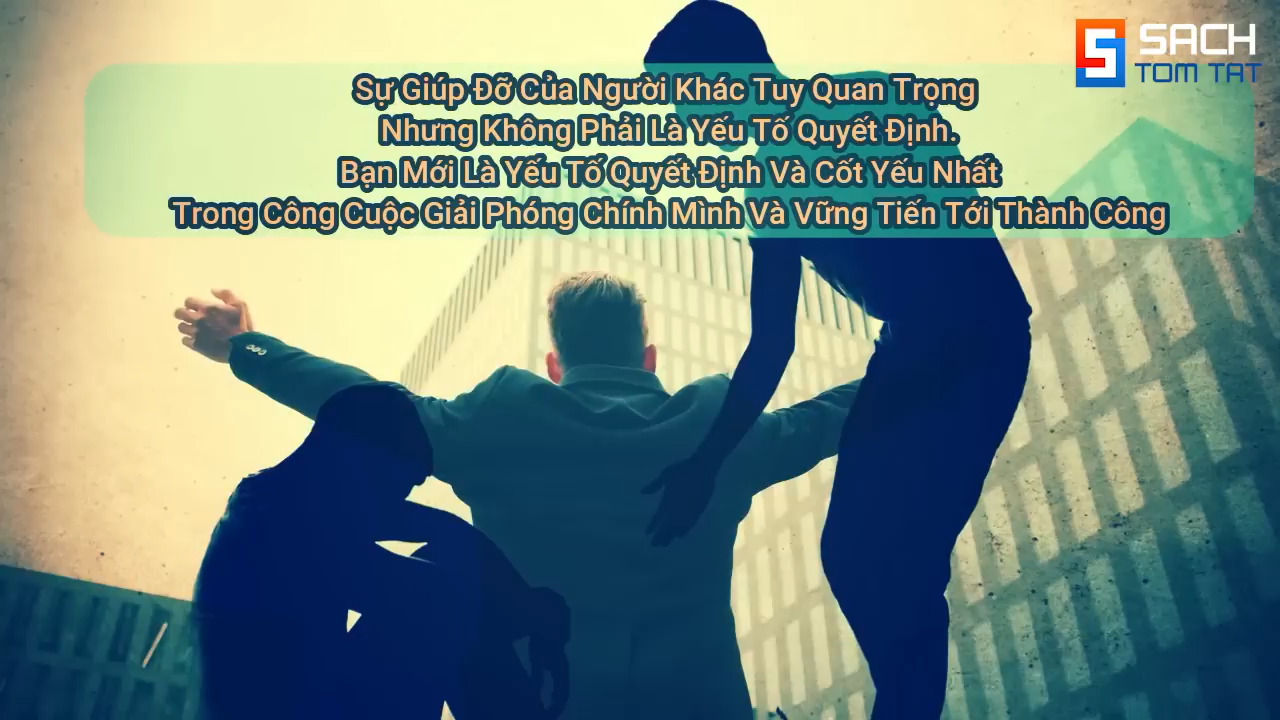 SACH
TOM TAT
Sự Giúp Đỡ Của Người Khác Tuy Quan Trọng
Nhưng Không Phải Là Yếu Tố Quyết Định.
Bạn Mới Là Yếu Tố Quyết Định Và Cốt Yếu Nhất
Trong Công Cuộc Giải Phóng Chính Mình Và Vững Tiến Tới Thành Công